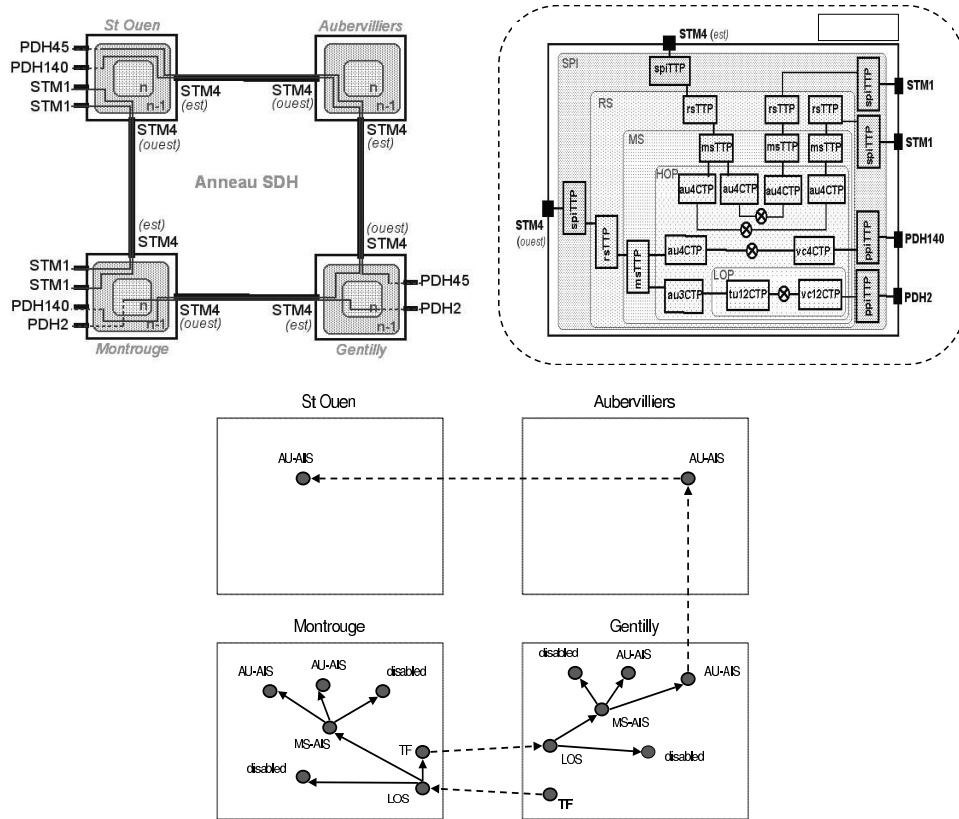 St Ouen
Aubervilliers
PDH45
PDH140
STM1
STM1
n
n-1
n
n-1
STM4
(est)
STM4
(ouest)
STM4
(ouest)
STM4
(est)
Anneau SDH
(est)
STM4
(ouest)
STM4
STM1
STM1
PDH140
PDH2
n
n-1
n
n-1
PDH45
PDH2
STM4
(ouest)
STM4
(est)
Montrouge
Gentilly
STM4 (est)
SPI
spiTTP
spiTTP
STM1
RS
rsTTP
rsTTP
rsTTP
spiTTP
STM1
MS
msTTP
msTTP
msTTP
HOP
au4CTP
au4CTP
au4CTP
au4CTP
spiTTP
STM4
(ouest)
rsTTP
msTTP
au4CTP
vc4CTP
ppiTTP
PDH140
LOP
au3CTP
tu12CTP
vc12CTP
ppiTTP
PDH2
St Ouen
Aubervilliers
AU-AIS
AU-AIS
Montrouge
Gentilly
AU-AIS
AU-AIS
disabled
MS-AIS
disabled
TF
LOS
disabled
AU-AIS
AU-AIS
MS-AIS
LOS
disabled
TF